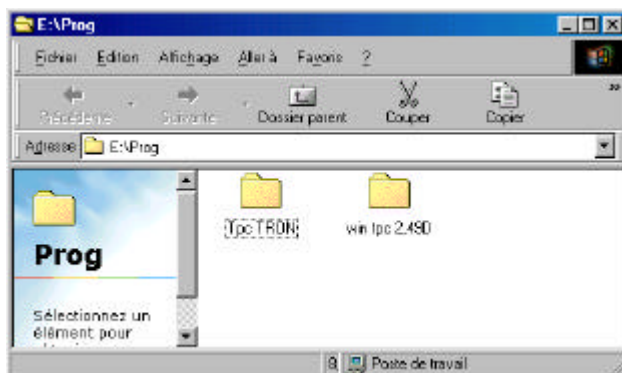 E:\Prog
Fichier Edition Affichage Aller à Favoris ?
Précédente Suivante Dossier parent Couper Copier »
Adresse E:\Prog
Tpc TRON win tpc 2.490
Prog
Sélectionnez un
élément pour
Poste de travail